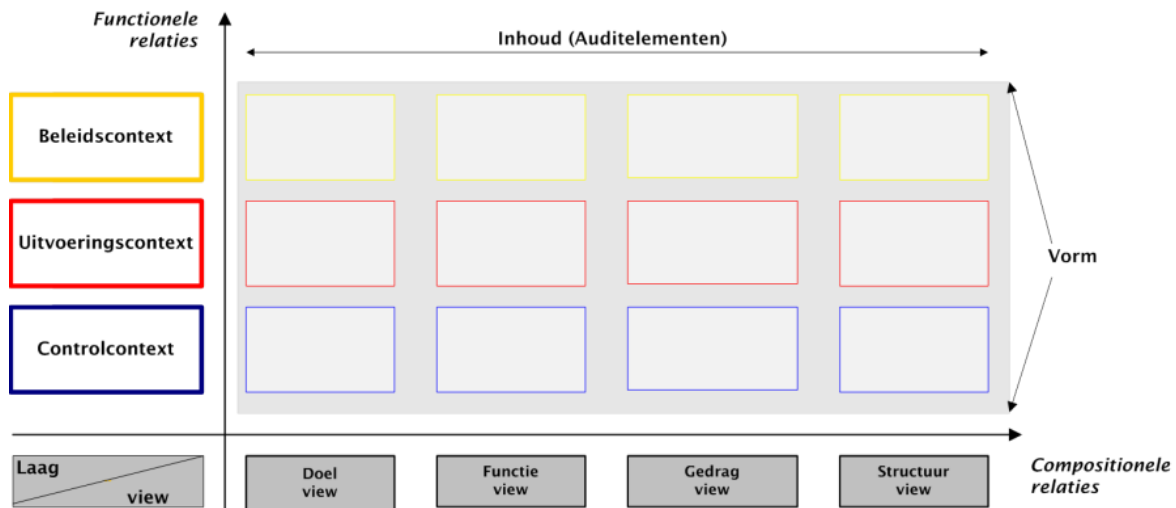 Functionele
relaties
Inhoud (Auditelementen)
Beleidscontext
Uitvoeringscontext
Vorm
Controlcontext
Laag
view
Doel
view
Functie
view
Gedrag
view
Structuur
view
Compositionele
relaties